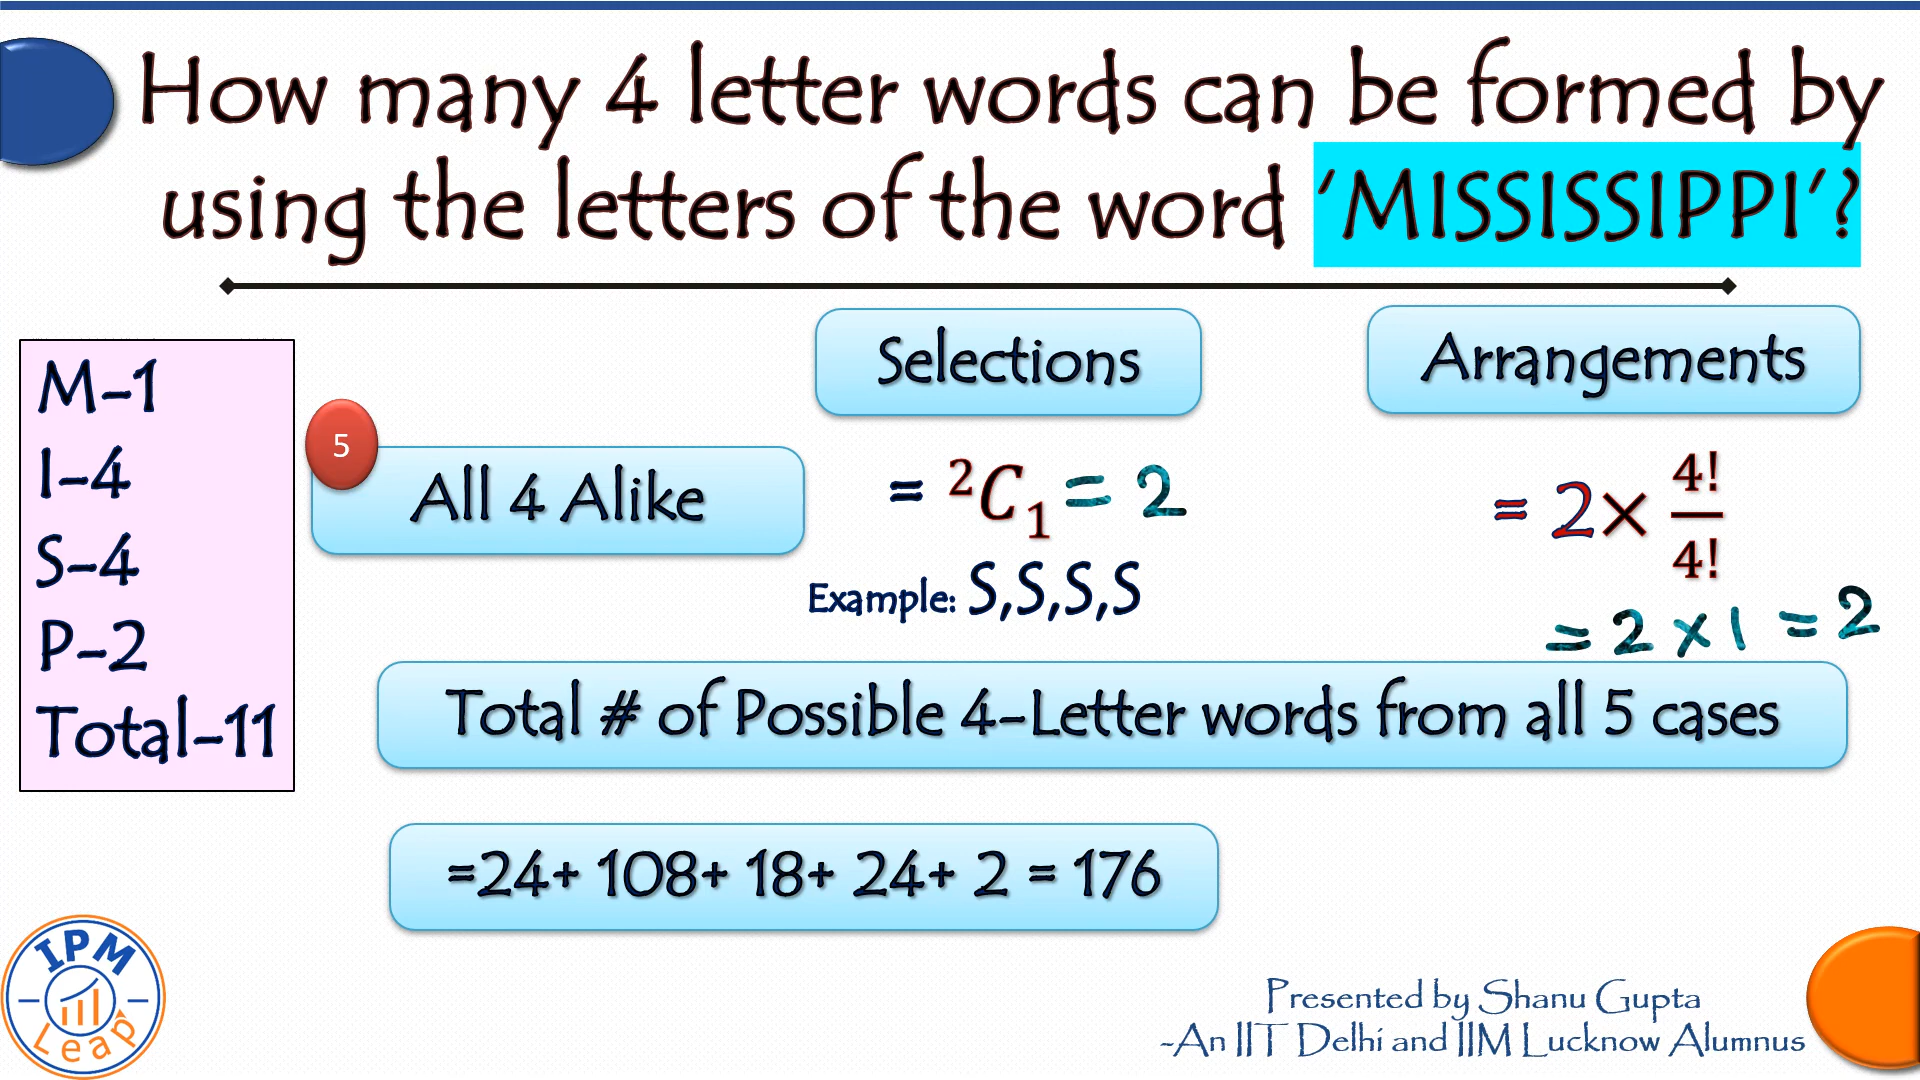 How many 4 letter words can be formed by
using the letters of the word ‘MISSISSIPPI’?
Selections
Arrangements
M-1
I-4
S-4
P-2
Total-11
5
All 4 Alike
= ²C₁ = 2
= 2× 4!/4!
Example: S,S,S,S
= 2 × 1 = 2
Total # of Possible 4-Letter words from all 5 cases
=24+ 108+ 18+ 24+ 2 = 176
IPM
Leap
Presented by Shanu Gupta
-An IIT Delhi and IIM Lucknow Alumnus